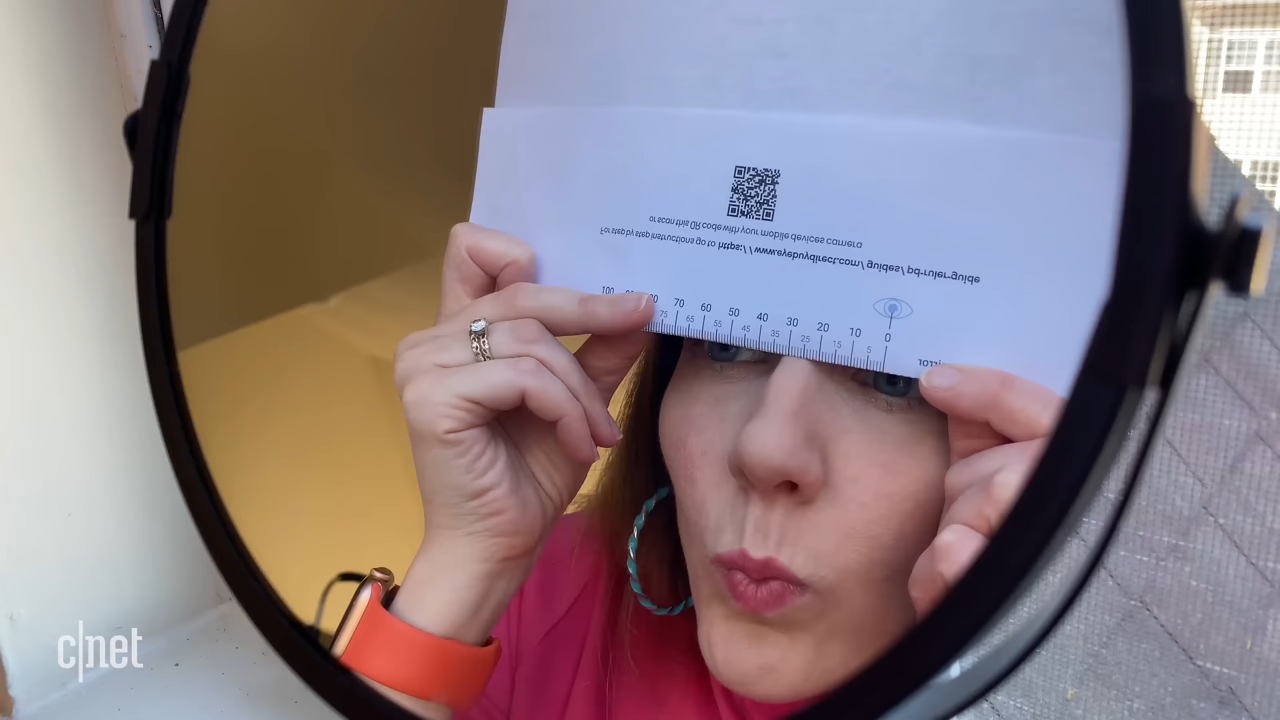 or scan this QR code with your mobile devices camera
For step by step instructions go to https://www.eyebuydirect.com/guides/pd-ruler-guide
100 80 70 60 50 40 30 20 10 0
75 65 55 45 35 25 15 5
c|net